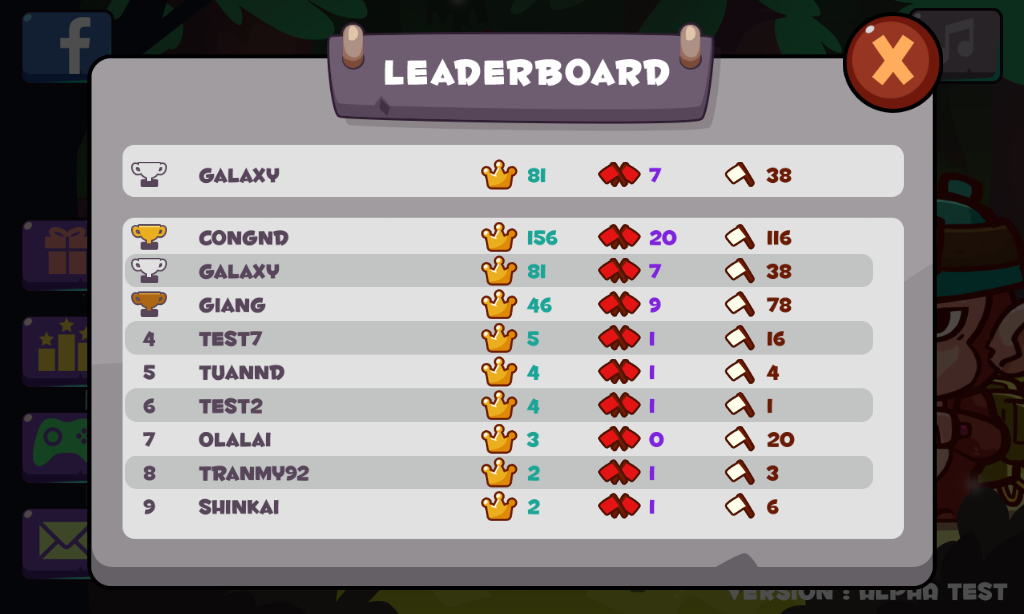 LEADERBOARD
GALAXY 81 7 38
CONGND 156 20 116
GALAXY 81 7 38
GIANG 46 9 78
4 TEST7 5 1 16
5 TUANND 4 1 4
6 TEST2 4 1 1
7 OLALAI 3 0 20
8 TRANMY92 2 1 3
9 SHINKAI 2 1 6
VERSION : ALPHA TEST